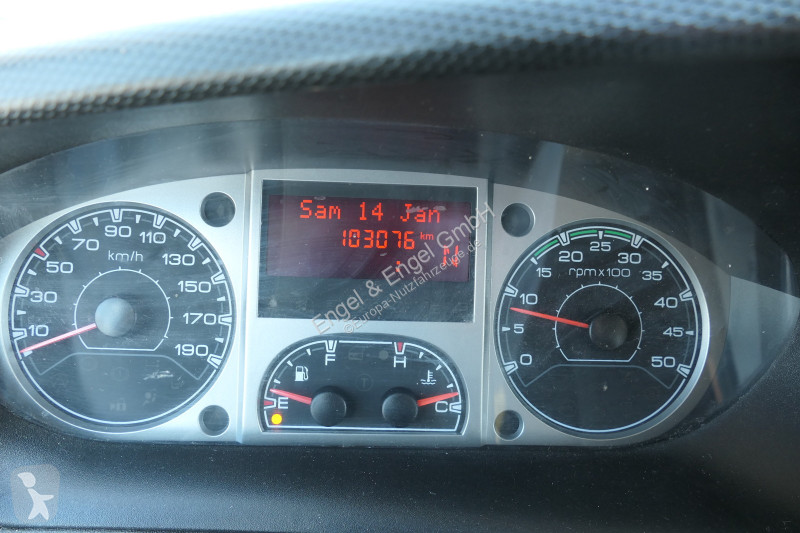 Sam 14 Jan
103076 km
N
10 30 50 70 90 110 130 150 170 190
km/h
0 5 10 15 20 25 30 35 40 45 50
rpm x 100
F H
E C
Engel & Engel GmbH
©Europa-Nutzfahrzeuge.de